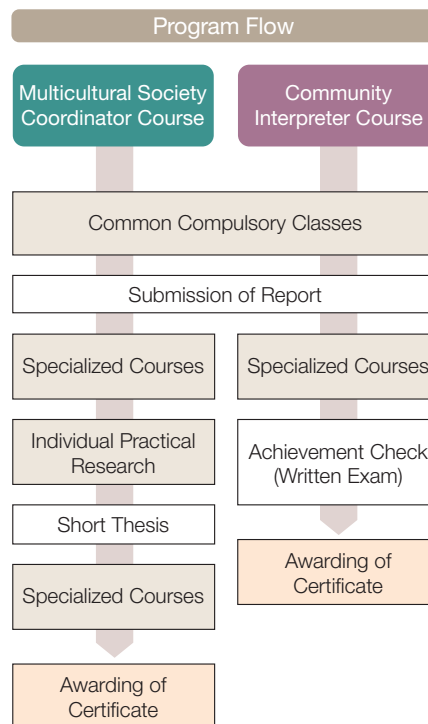 Program Flow
Multicultural Society
Coordinator Course
Community
Interpreter Course
Common Compulsory Classes
Submission of Report
Specialized Courses
Specialized Courses
Individual Practical
Research
Achievement Check
(Written Exam)
Short Thesis
Awarding of
Certificate
Specialized Courses
Awarding of
Certificate